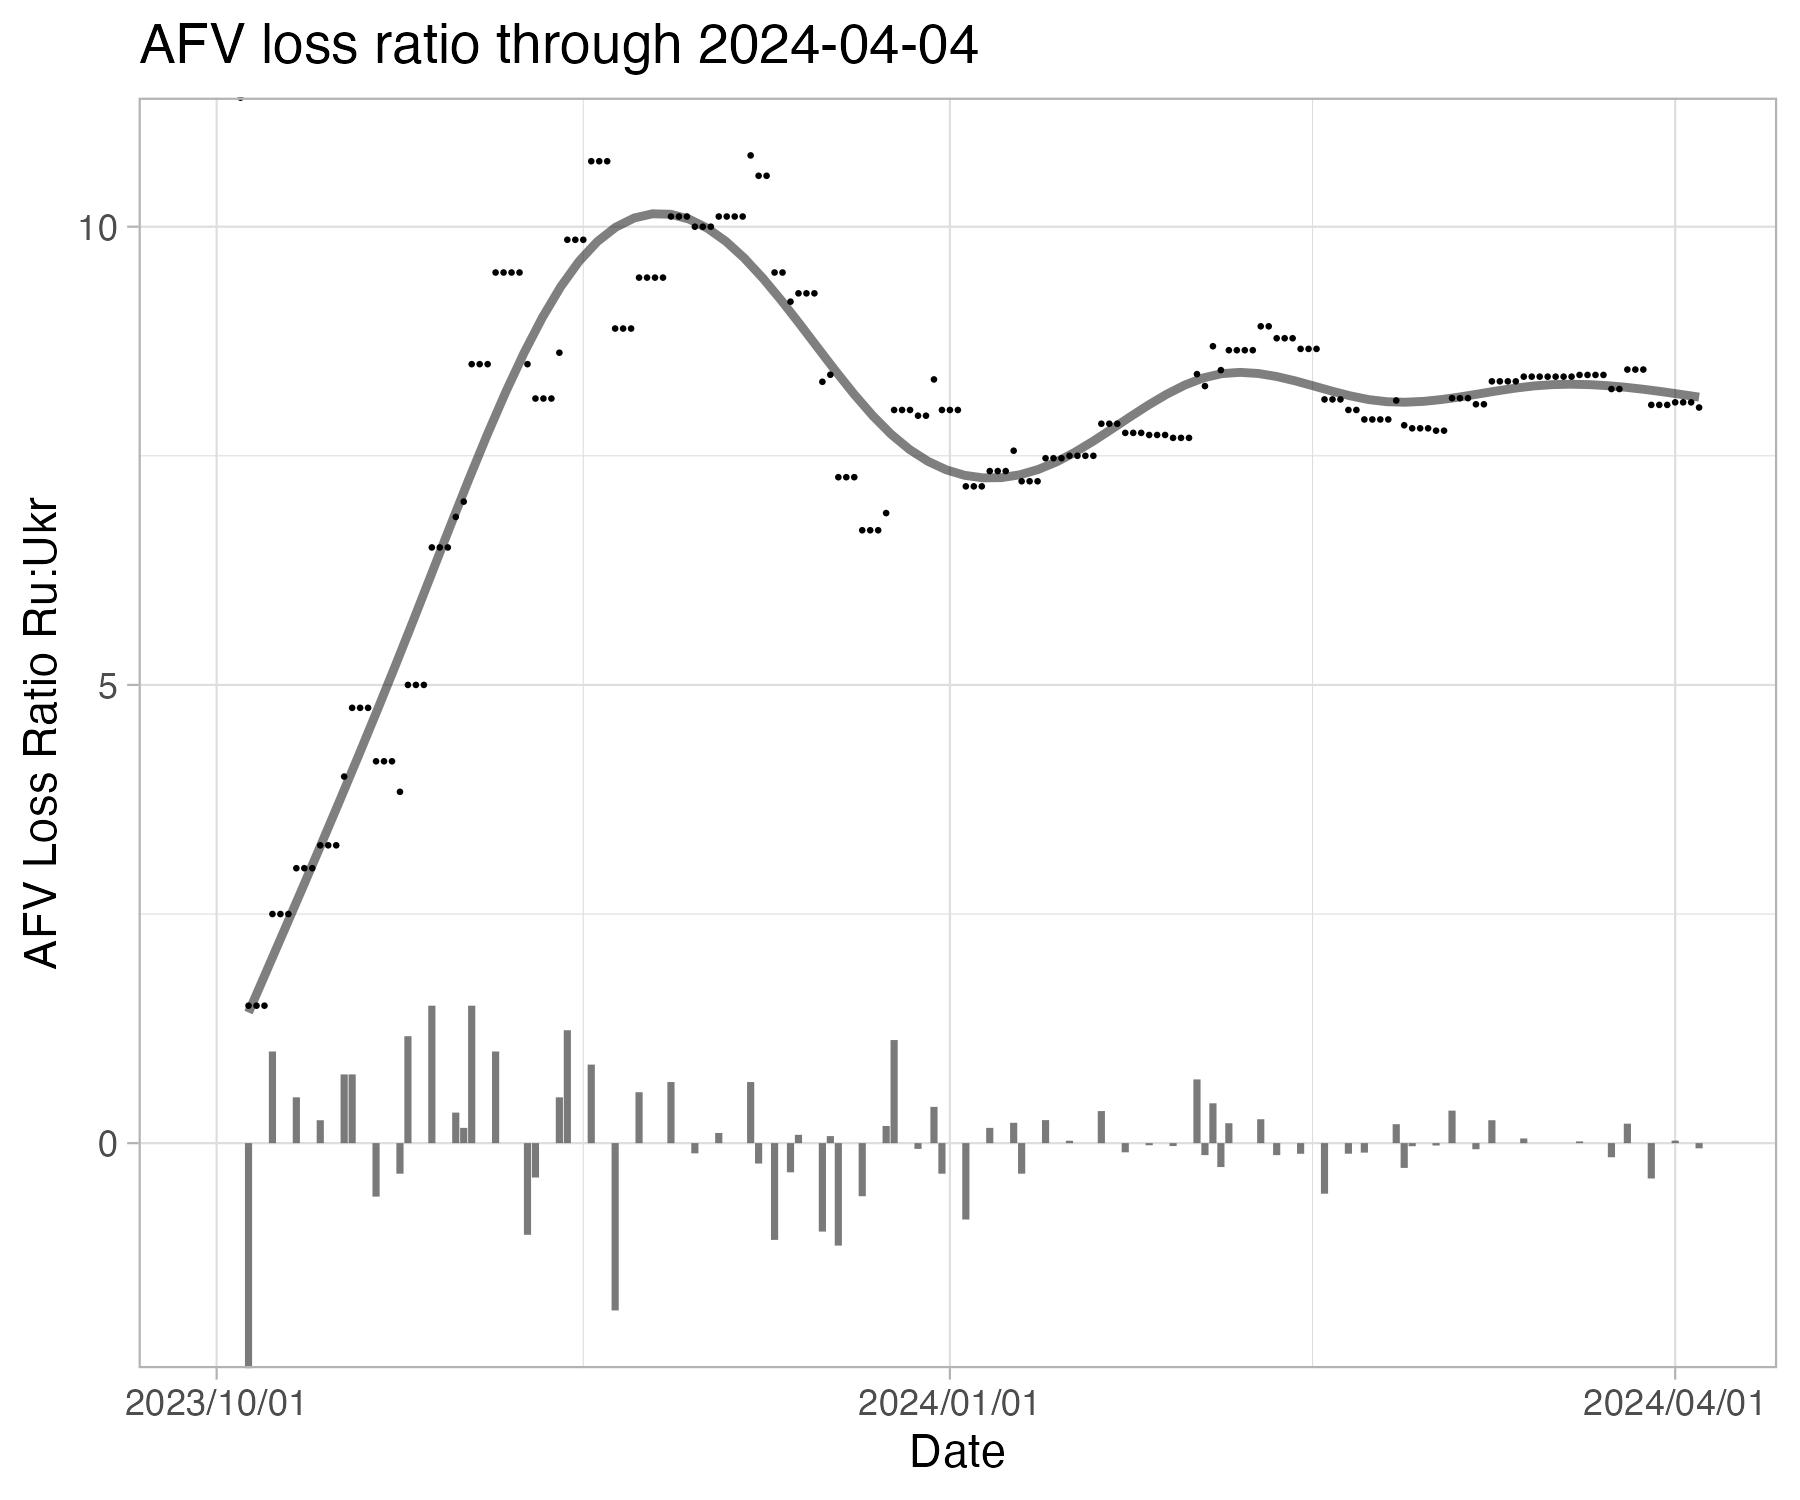 AFV loss ratio through 2024-04-04
AFV Loss Ratio Ru:Ukr
10
5
0
2023/10/01
2024/01/01
2024/04/01
Date